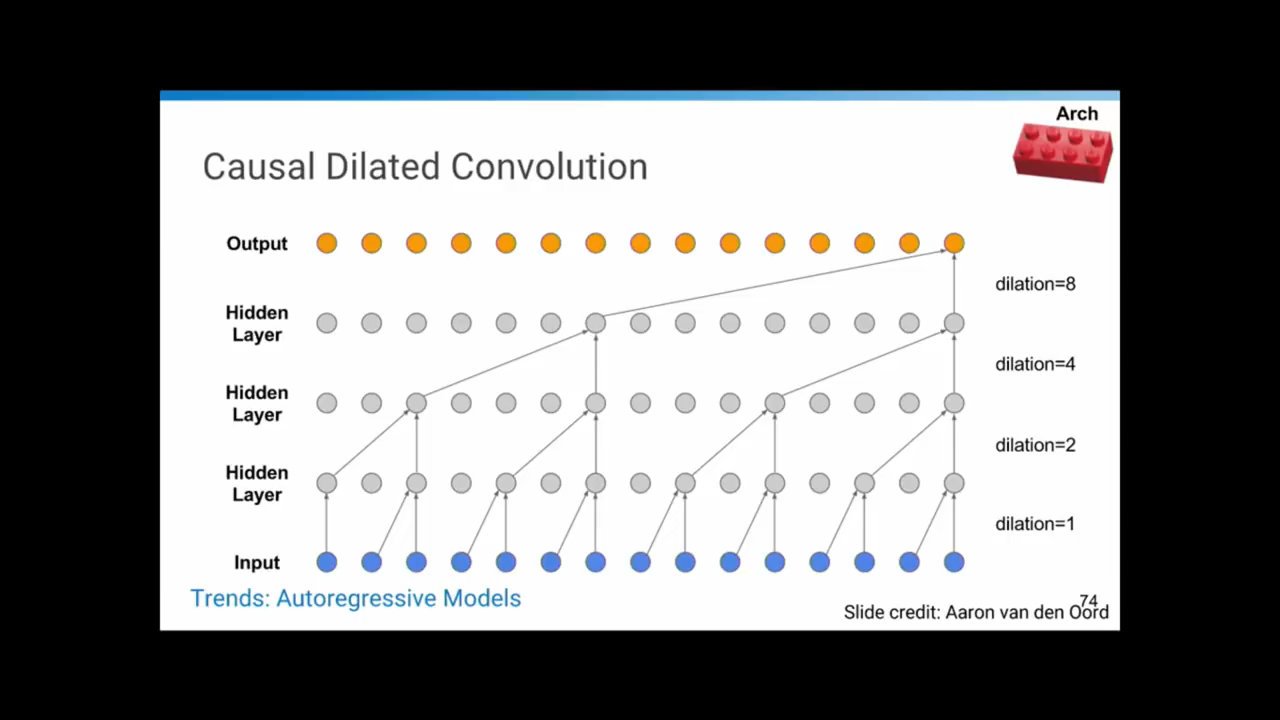 Arch
Causal Dilated Convolution
Output
dilation=8
Hidden
Layer
dilation=4
Hidden
Layer
dilation=2
Hidden
Layer
dilation=1
Input
Trends: Autoregressive Models
74
Slide credit: Aaron van den Oord